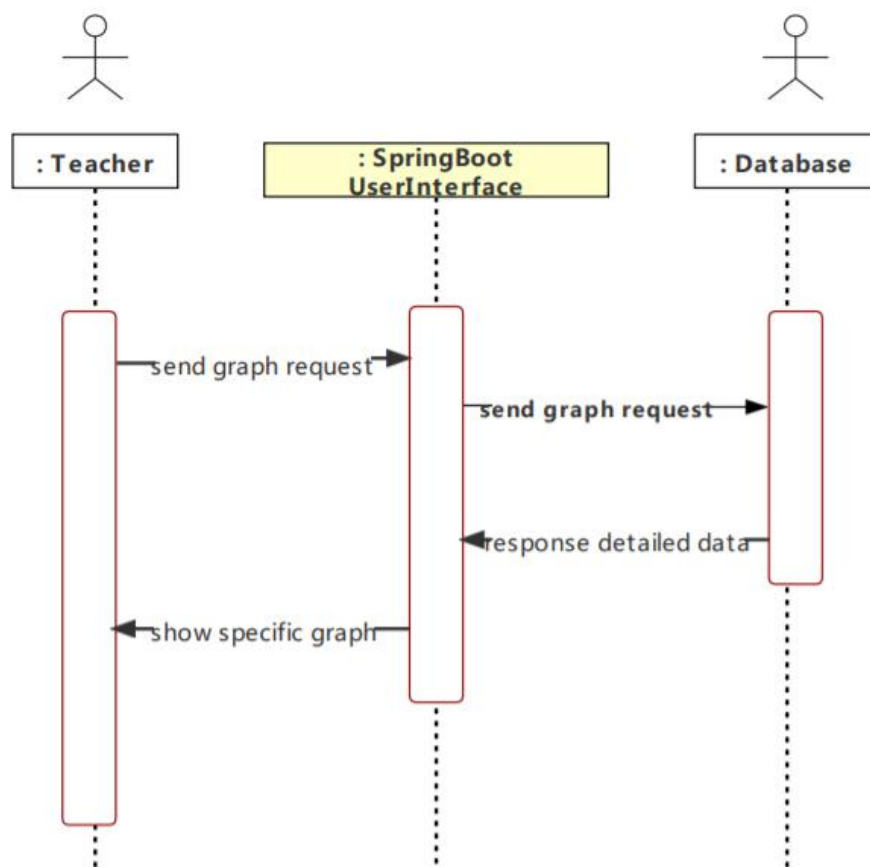 : Teacher
: SpringBoot
UserInterface
: Database
send graph request
send graph request
response detailed data
show specific graph